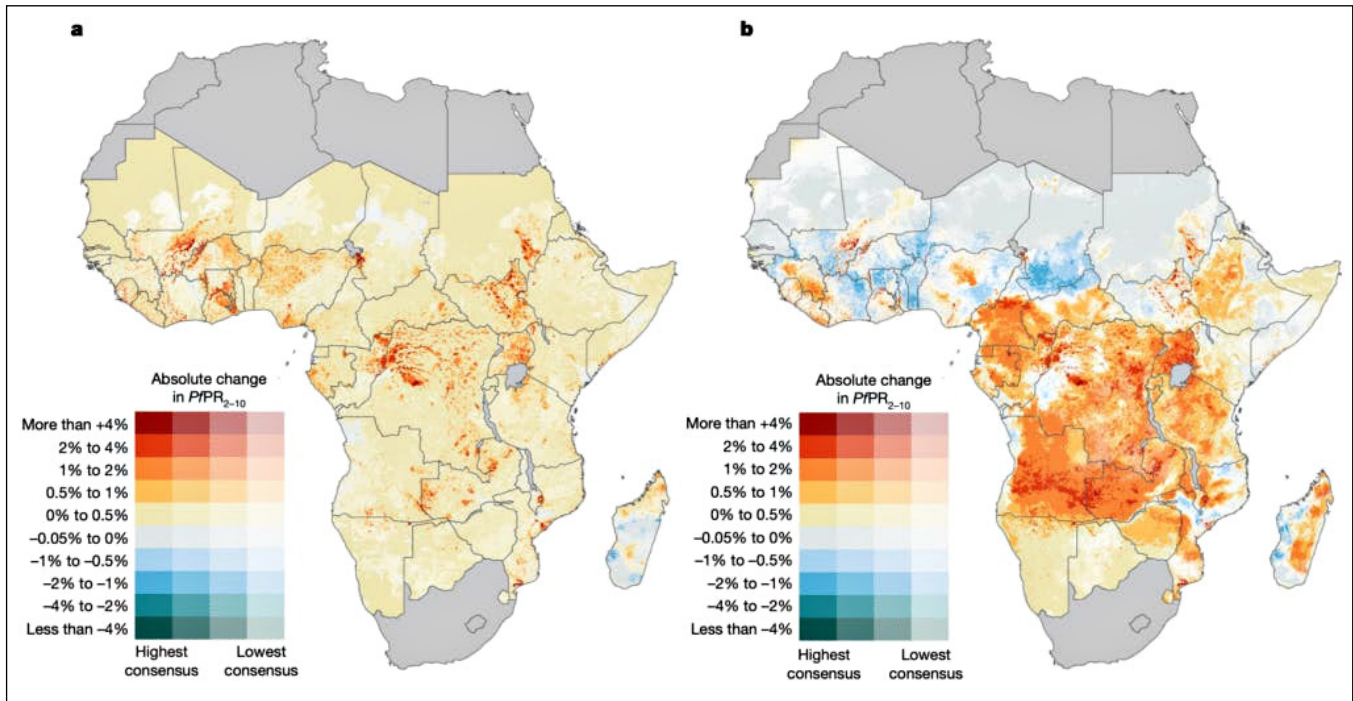 a
b
Absolute change
in PfPR2–10
More than +4%
2% to 4%
1% to 2%
0.5% to 1%
0% to 0.5%
−0.05% to 0%
−1% to −0.5%
−2% to −1%
−4% to −2%
Less than −4%
Highest
consensus
Lowest
consensus
Absolute change
in PfPR2–10
More than +4%
2% to 4%
1% to 2%
0.5% to 1%
0% to 0.5%
−0.05% to 0%
−1% to −0.5%
−2% to −1%
−4% to −2%
Less than −4%
Highest
consensus
Lowest
consensus